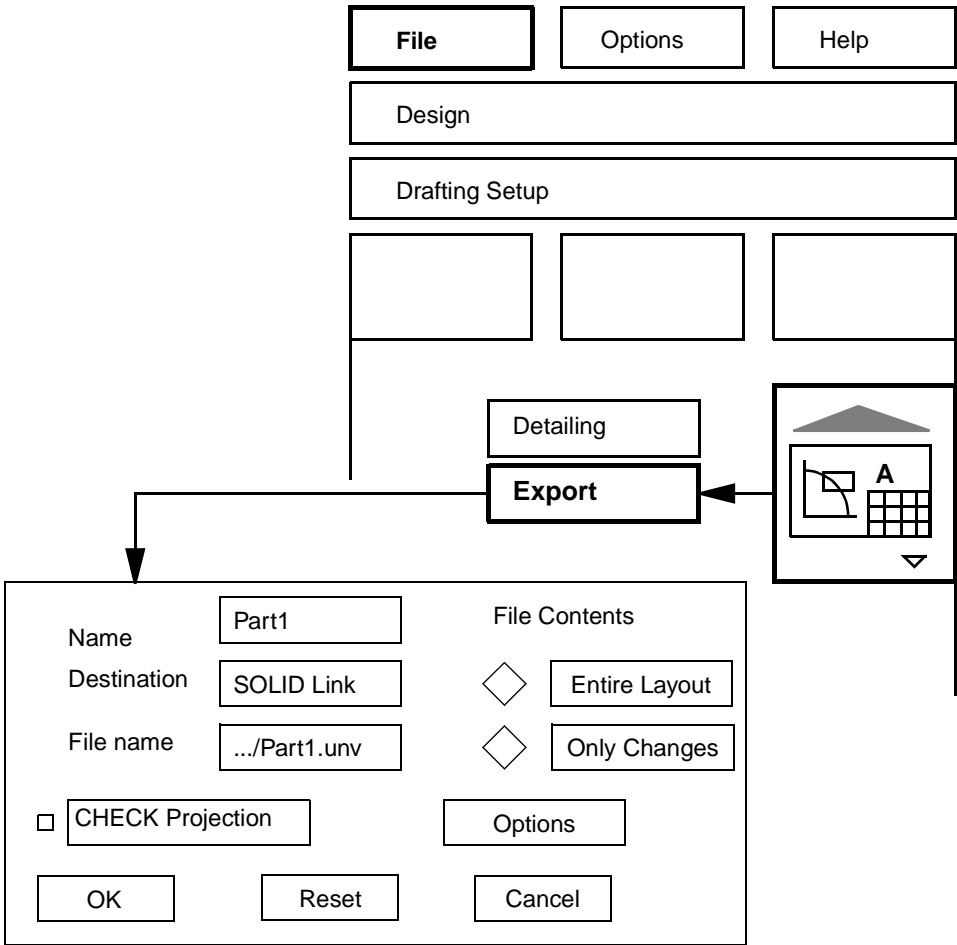 File Options Help
Design
Drafting Setup
Detailing
Export
A
Name Part1 File Contents
Destination SOLID Link Entire Layout
File name .../Part1.unv Only Changes
CHECK Projection Options
OK Reset Cancel